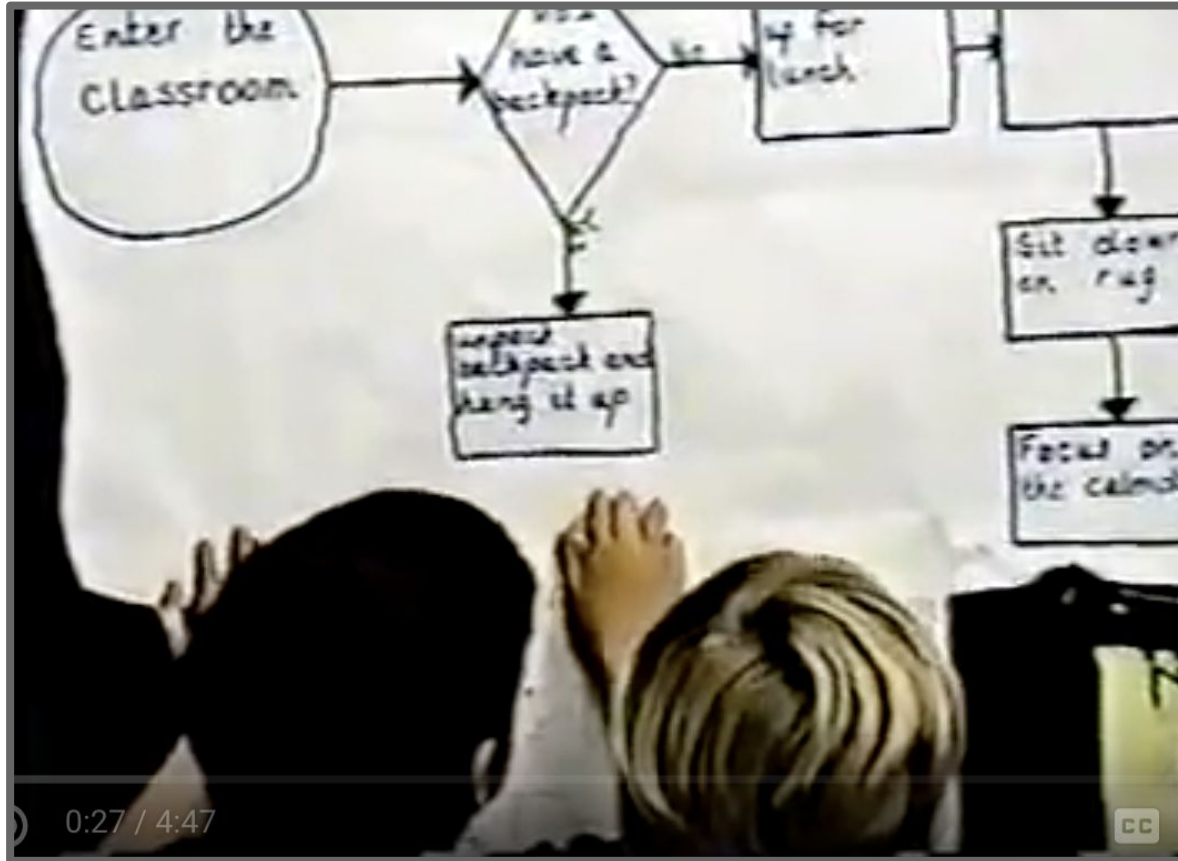 Enter the
Classroom
have a
backpack?
No
up for
lunch
Sit down
on rug
unpack
backpack and
hang it up
Focus on
the
0:27 / 4:47
CC